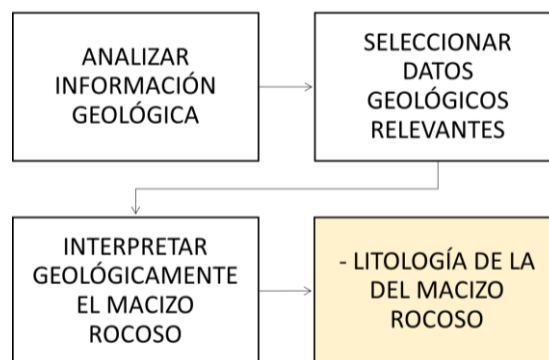 ANALIZAR
INFORMACIÓN
GEOLÓGICA
SELECCIONAR
DATOS
GEOLÓGICOS
RELEVANTES
INTERPRETAR
GEOLÓGICAMENTE
EL MACIZO
ROCOSO
- LITOLOGÍA DE LA
DEL MACIZO
ROCOSO